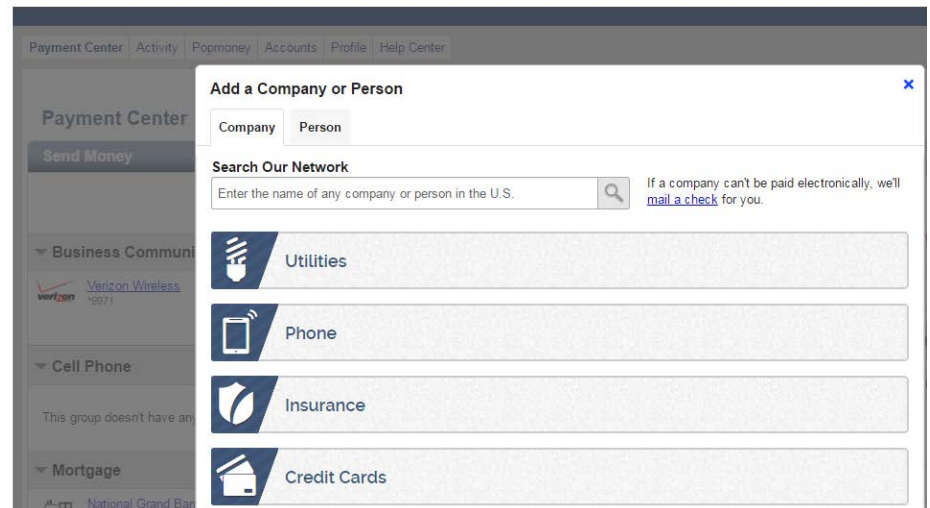 Payment Center Activity Popmoney Accounts Profile Help Center
Add a Company or Person
Payment Center
Company Person
Send Money
Search Our Network
Enter the name of any company or person in the U.S.
If a company can't be paid electronically, we'll
mail a check for you.
Business Communi
Utilities
verizon Verizon Wireless
*9971
Phone
Cell Phone
Insurance
This group doesn't have any
Mortgage
Credit Cards
National Grand Ban